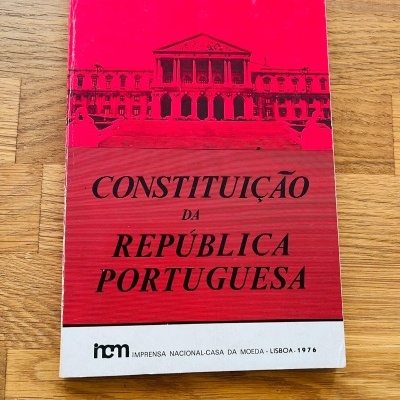 CONSTITUIÇÃO
DA
REPÚBLICA
PORTUGUESA
incm IMPRENSA NACIONAL-CASA DA MOEDA - LISBOA - 1976